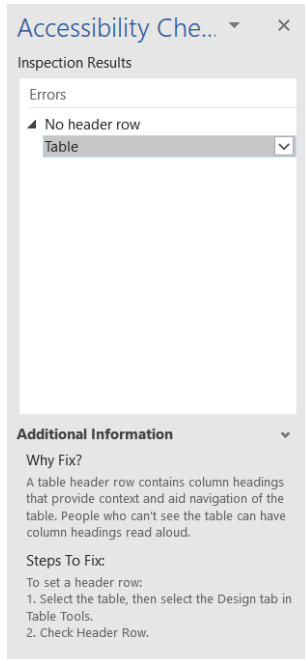 Accessibility Che...
Inspection Results
Errors
No header row
Table
Additional Information
Why Fix?
A table header row contains column headings
that provide context and aid navigation of the
table. People who can't see the table can have
column headings read aloud.
Steps To Fix:
To set a header row:
1. Select the table, then select the Design tab in
Table Tools.
2. Check Header Row.